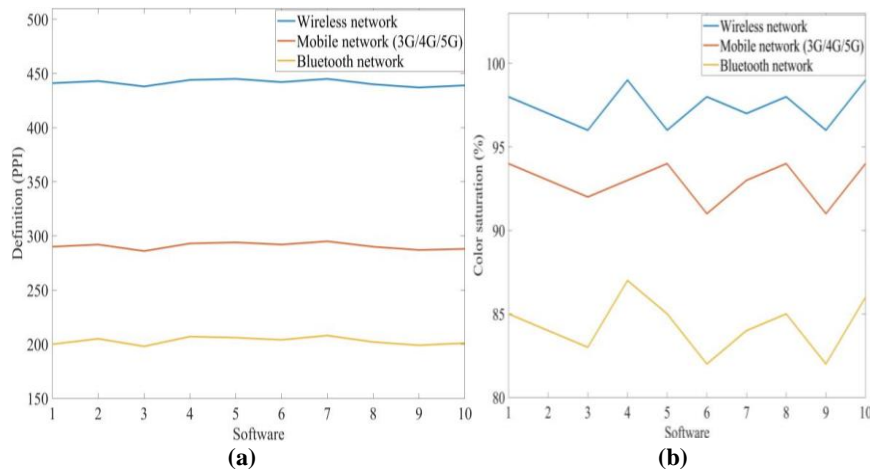 500
450
400
350
300
250
200
150
Definition (PPI)
Wireless network
Mobile network (3G/4G/5G)
Bluetooth network
1 2 3 4 5 6 7 8 9 10
Software
(a)
100
95
90
85
80
Color saturation (%)
Wireless network
Mobile network (3G/4G/5G)
Bluetooth network
1 2 3 4 5 6 7 8 9 10
Software
(b)